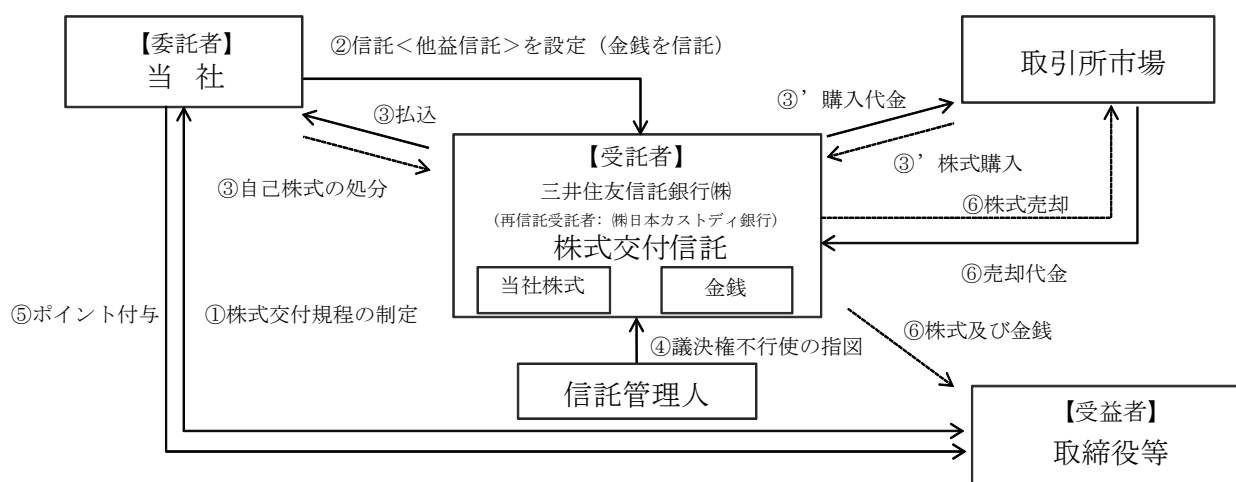 【委託者】
当 社
②信託＜他益信託＞を設定（金銭を信託）
取引所市場
③払込
③自己株式の処分
③’購入代金
③’株式購入
【受託者】
三井住友信託銀行㈱
(再信託受託者：㈱日本カストディ銀行)
株式交付信託
当社株式
金銭
⑥株式売却
⑥売却代金
⑤ポイント付与
①株式交付規程の制定
④議決権不行使の指図
⑥株式及び金銭
信託管理人
【受益者】
取締役等